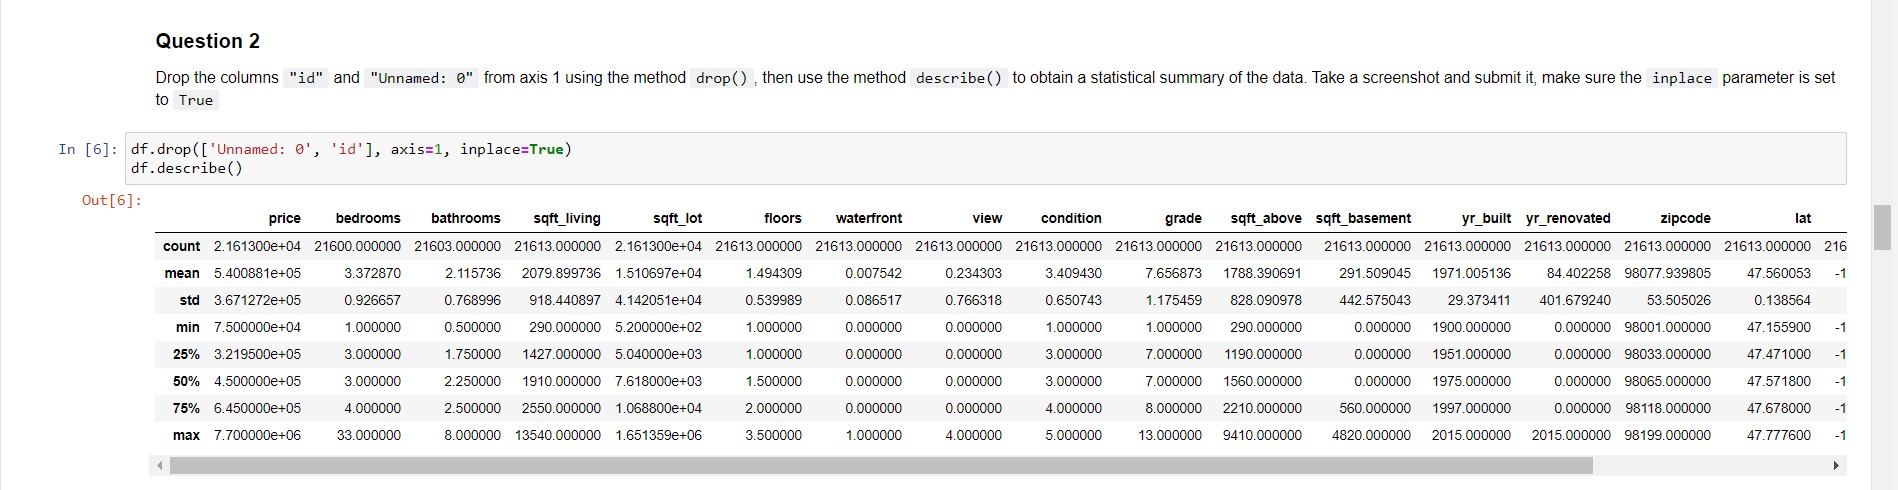 Question 2
Drop the columns "id" and "Unnamed: 0" from axis 1 using the method drop() , then use the method describe() to obtain a statistical summary of the data. Take a screenshot and submit it, make sure the inplace parameter is set
to True
In [6]: df.drop(['Unnamed: 0', 'id'], axis=1, inplace=True)
df.describe()
Out[6]:
price bedrooms bathrooms sqft_living sqft_lot floors waterfront view condition grade sqft_above sqft_basement yr_built yr_renovated zipcode lat
count 2.161300e+04 21600.000000 21603.000000 21613.000000 2.161300e+04 21613.000000 21613.000000 21613.000000 21613.000000 21613.000000 21613.000000 21613.000000 21613.000000 21613.000000 21613.000000 21613.000000 216
mean 5.400881e+05 3.372870 2.115736 2079.899736 1.510697e+04 1.494309 0.007542 0.234303 3.409430 7.656873 1788.390691 291.509045 1971.005136 84.402258 98077.939805 47.560053 -1
std 3.671272e+05 0.926657 0.768996 918.440897 4.142051e+04 0.539989 0.086517 0.766318 0.650743 1.175459 828.090978 442.575043 29.373411 401.679240 53.505026 0.138564
min 7.500000e+04 1.000000 0.500000 290.000000 5.200000e+02 1.000000 0.000000 0.000000 1.000000 1.000000 290.000000 0.000000 1900.000000 0.000000 98001.000000 47.155900 -1
25% 3.219500e+05 3.000000 1.750000 1427.000000 5.040000e+03 1.000000 0.000000 0.000000 3.000000 7.000000 1190.000000 0.000000 1951.000000 0.000000 98033.000000 47.471000 -1
50% 4.500000e+05 3.000000 2.250000 1910.000000 7.618000e+03 1.500000 0.000000 0.000000 3.000000 7.000000 1560.000000 0.000000 1975.000000 0.000000 98065.000000 47.571800 -1
75% 6.450000e+05 4.000000 2.500000 2550.000000 1.068800e+04 2.000000 0.000000 0.000000 4.000000 8.000000 2210.000000 560.000000 1997.000000 0.000000 98118.000000 47.678000 -1
max 7.700000e+06 33.000000 8.000000 13540.000000 1.651359e+06 3.500000 1.000000 4.000000 5.000000 13.000000 9410.000000 4820.000000 2015.000000 2015.000000 98199.000000 47.777600 -1